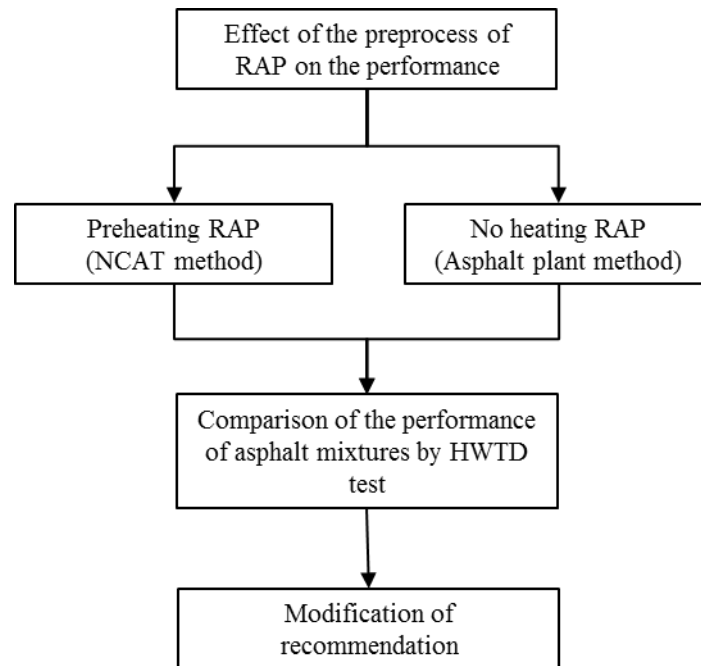 Effect of the preprocess of
RAP on the performance
Preheating RAP
(NCAT method)
No heating RAP
(Asphalt plant method)
Comparison of the performance
of asphalt mixtures by HWTD
test
Modification of
recommendation